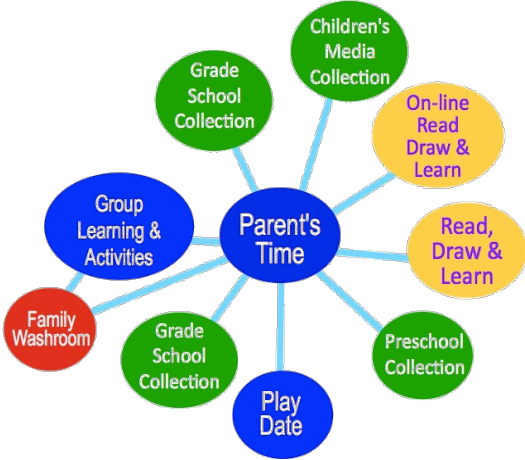 Children's
Media
Collection
Grade
School
Collection
On-line
Read
Draw &
Learn
Group
Learning &
Activities
Parent's
Time
Read,
Draw &
Learn
Family
Washroom
Grade
School
Collection
Preschool
Collection
Play
Date